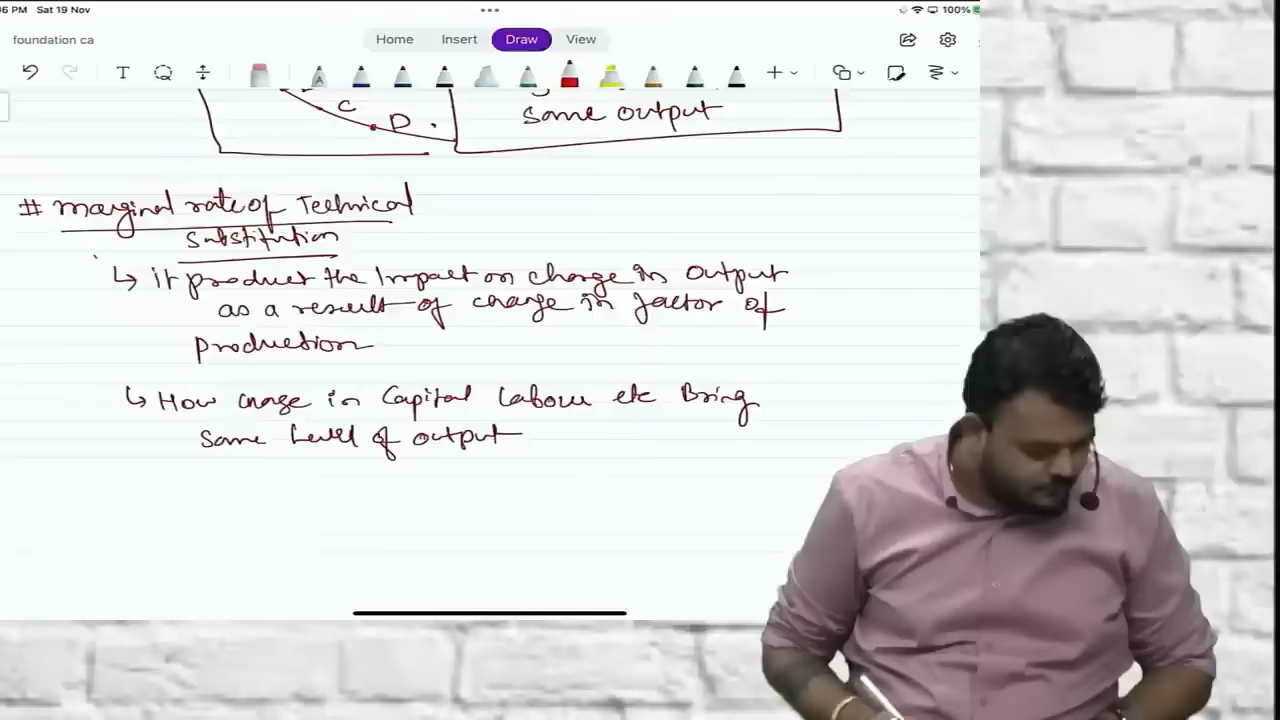 6 PM Sat 19 Nov
100%
foundation ca
Home Insert Draw View
C
D
same output
# marginal rate of Technical
Substitution
↳ it product the Impact on change in output
as a result of change in factor of
production
↳ How change in Capital Labour etc Bring
same level of output